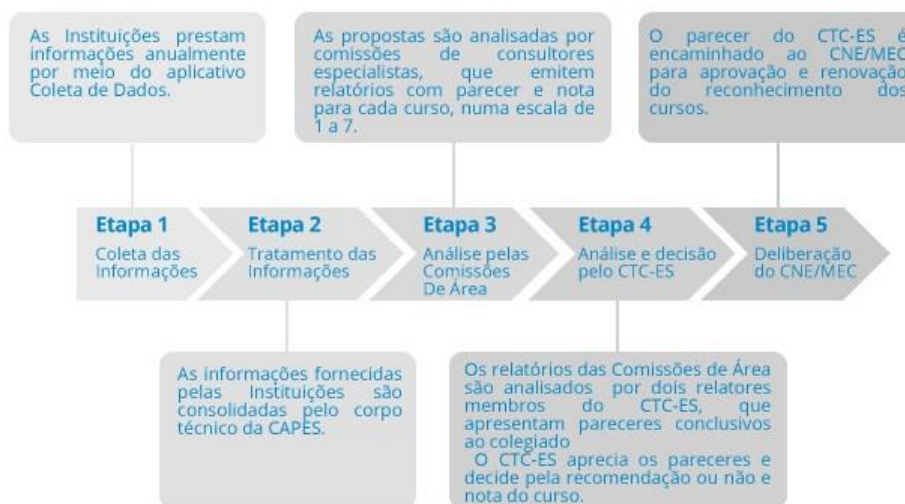 As Instituições prestam
informações anualmente
por meio do aplicativo
Coleta de Dados.
As propostas são analisadas por
comissões de consultores
especialistas, que emitem
relatórios com parecer e nota
para cada curso, numa escala de
1 a 7.
O parecer do CTC-ES é
encaminhado ao CNE/MEC
para aprovação e renovação
do reconhecimento dos
cursos.
Etapa 1
Coleta das
Informações
Etapa 2
Tratamento das
Informações
Etapa 3
Análise pelas
Comissões
De Área
Etapa 4
Análise e decisão
pelo CTC-ES
Etapa 5
Deliberação
do CNE/MEC
As informações fornecidas
pelas Instituições são
consolidadas pelo corpo
técnico da CAPES.
Os relatórios das Comissões de Área
são analisados por dois relatores
membros do CTC-ES, que
apresentam pareceres conclusivos
ao colegiado
O CTC-ES aprecia os pareceres e
decide pela recomendação ou não e
nota do curso.